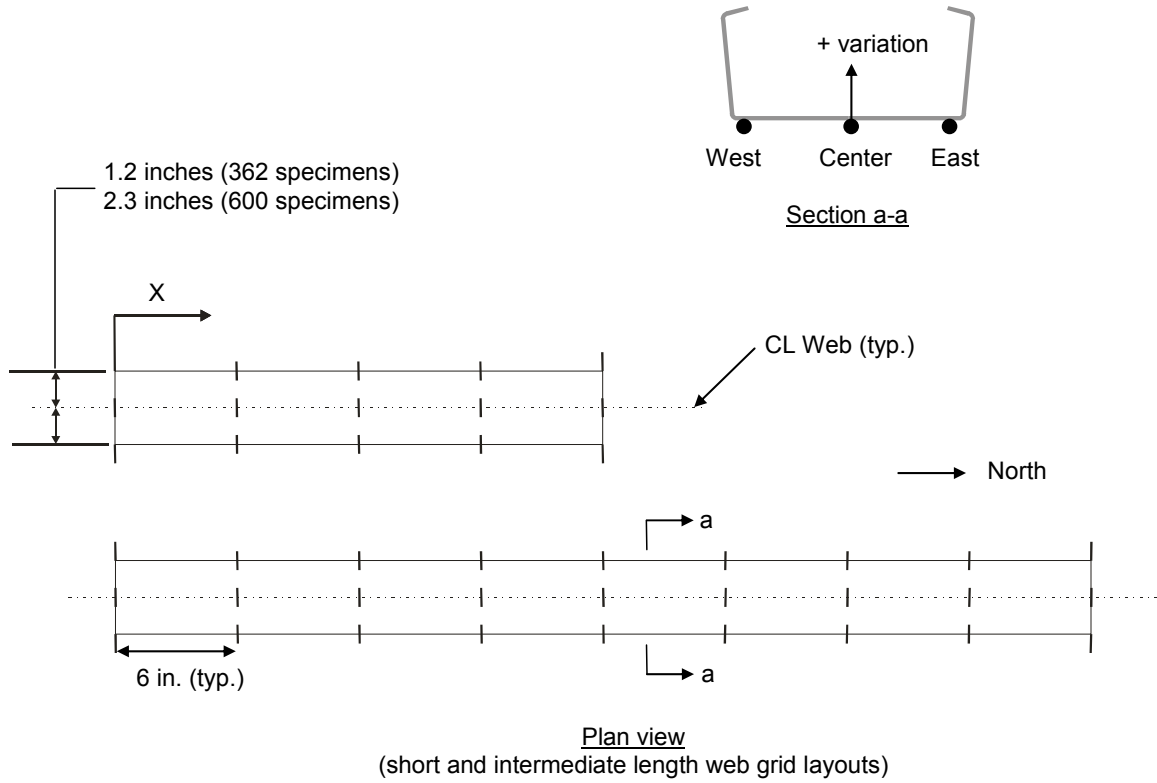 + variation
West
Center
East
Section a-a
1.2 inches (362 specimens)
2.3 inches (600 specimens)
X
CL Web (typ.)
North
a
a
6 in. (typ.)
Plan view
(short and intermediate length web grid layouts)